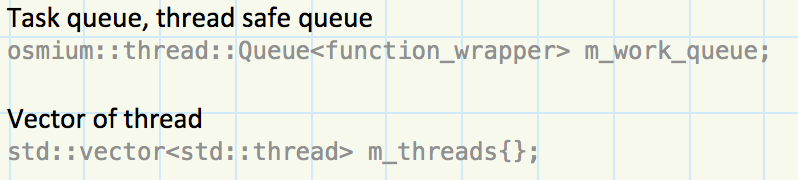 Task queue, thread safe queue
osmium::thread::Queue<function_wrapper> m_work_queue;
Vector of thread
std::vector<std::thread> m_threads{};